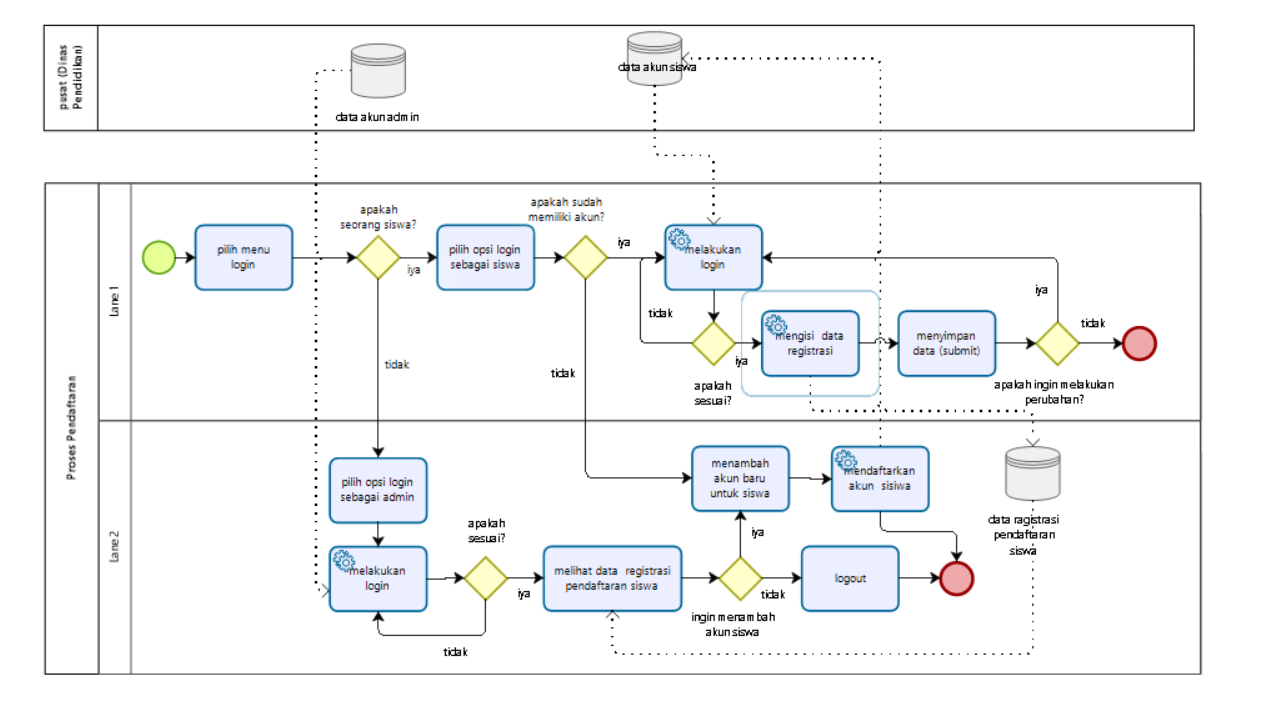 pusat (Dinas
Pendidikan)
data akun admin
data akun siswa
Proses Pendaftaran
Lane 1
pilih menu
login
apakah
seorang siswa?
iya
tidak
pilih opsi login
sebagai siswa
apakah sudah
memiliki akun?
iya
tidak
melakukan
login
tidak
apakah
sesuai?
iya
mengisi data
registrasi
menyimpan
data (submit)
iya
tidak
apakah ingin melakukan
perubahan?
Lane 2
pilih opsi login
sebagai admin
melakukan
login
apakah
sesuai?
iya
tidak
melihat data registrasi
pendaftaran siswa
menambah
akun baru
untuk siswa
iya
tidak
ingin menambah
akun siswa
mendaftarkan
akun sisiwa
logout
data ragistrasi
pendaftaran
siswa